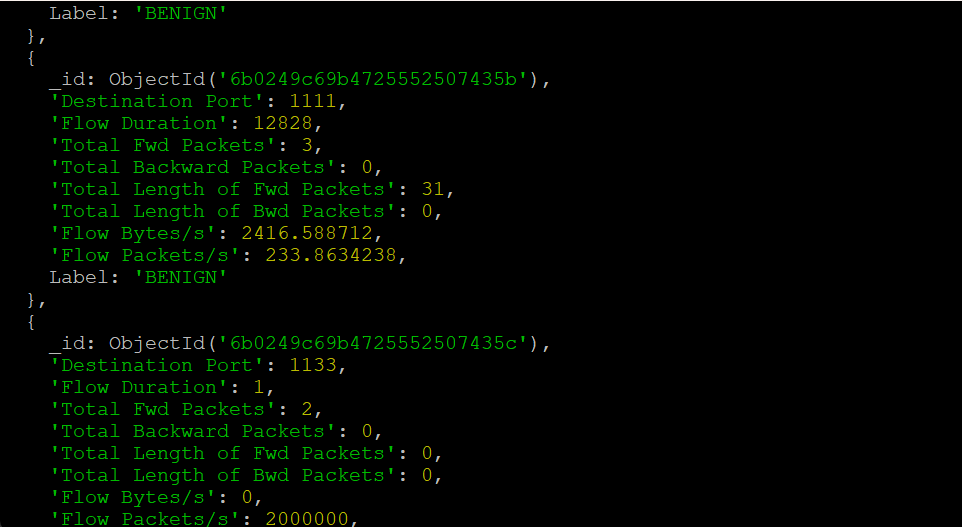 Label: 'BENIGN'
},
{
_id: ObjectId('6b0249c69b4725552507435b'),
'Destination Port': 1111,
'Flow Duration': 12828,
'Total Fwd Packets': 3,
'Total Backward Packets': 0,
'Total Length of Fwd Packets': 31,
'Total Length of Bwd Packets': 0,
'Flow Bytes/s': 2416.588712,
'Flow Packets/s': 233.8634238,
Label: 'BENIGN'
},
{
_id: ObjectId('6b0249c69b4725552507435c'),
'Destination Port': 1133,
'Flow Duration': 1,
'Total Fwd Packets': 2,
'Total Backward Packets': 0,
'Total Length of Fwd Packets': 0,
'Total Length of Bwd Packets': 0,
'Flow Bytes/s': 0,
'Flow Packets/s': 2000000,